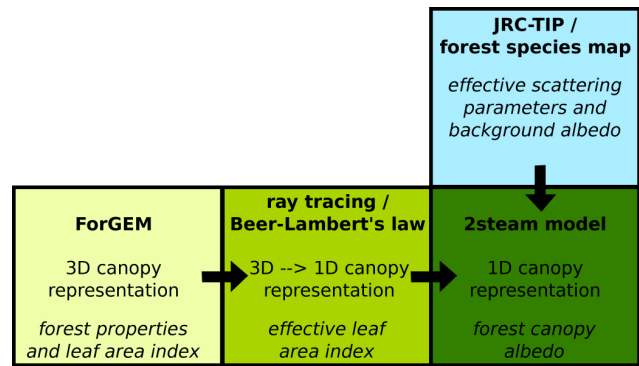 JRC-TIP /
forest species map
effective scattering
parameters and
background albedo
ForGEM
3D canopy
representation
forest properties
and leaf area index
ray tracing /
Beer-Lambert's law
3D --> 1D canopy
representation
effective leaf
area index
2steam model
1D canopy
representation
forest canopy
albedo